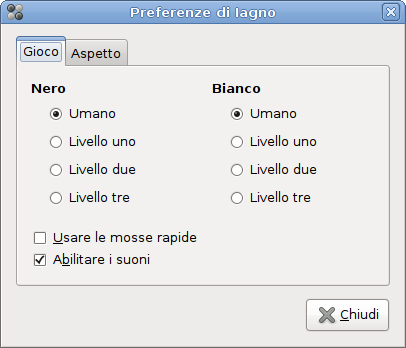 Preferenze di Iagno
Gioco Aspetto
Nero Bianco
Umano Umano
Livello uno Livello uno
Livello due Livello due
Livello tre Livello tre
Usare le mosse rapide
Abilitare i suoni
Chiudi